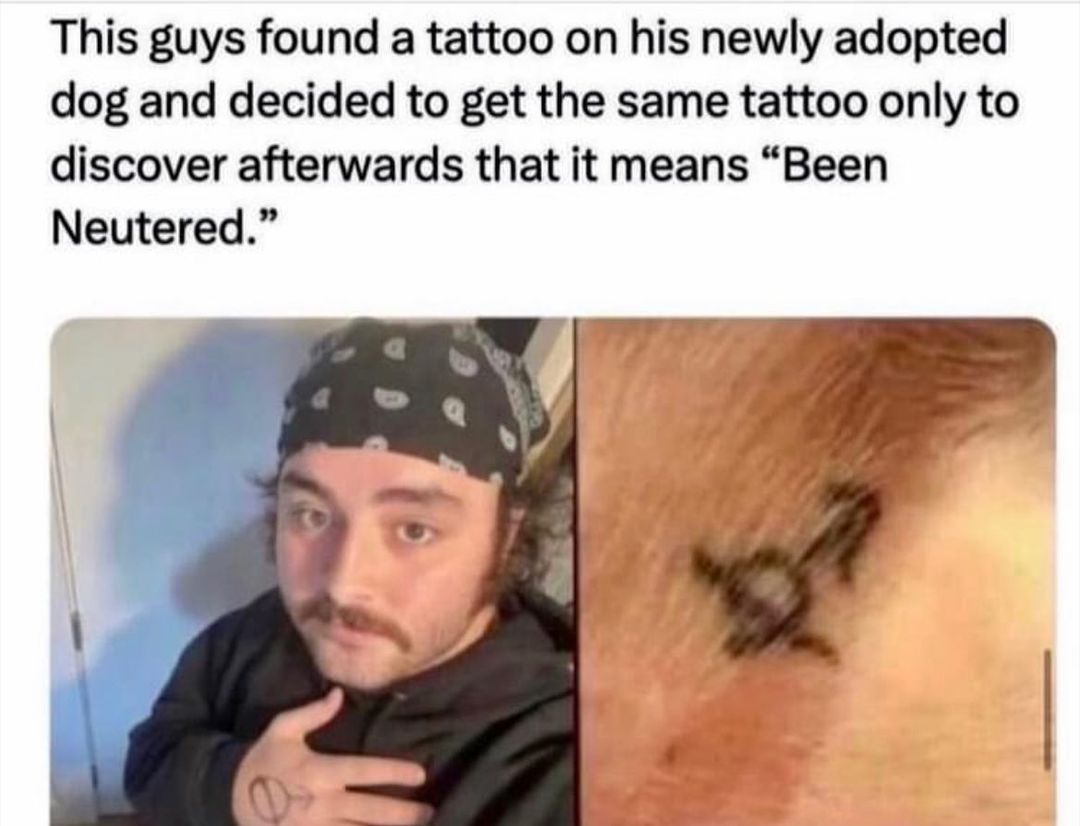 This guys found a tattoo on his newly adopted
dog and decided to get the same tattoo only to
discover afterwards that it means “Been
Neutered.”